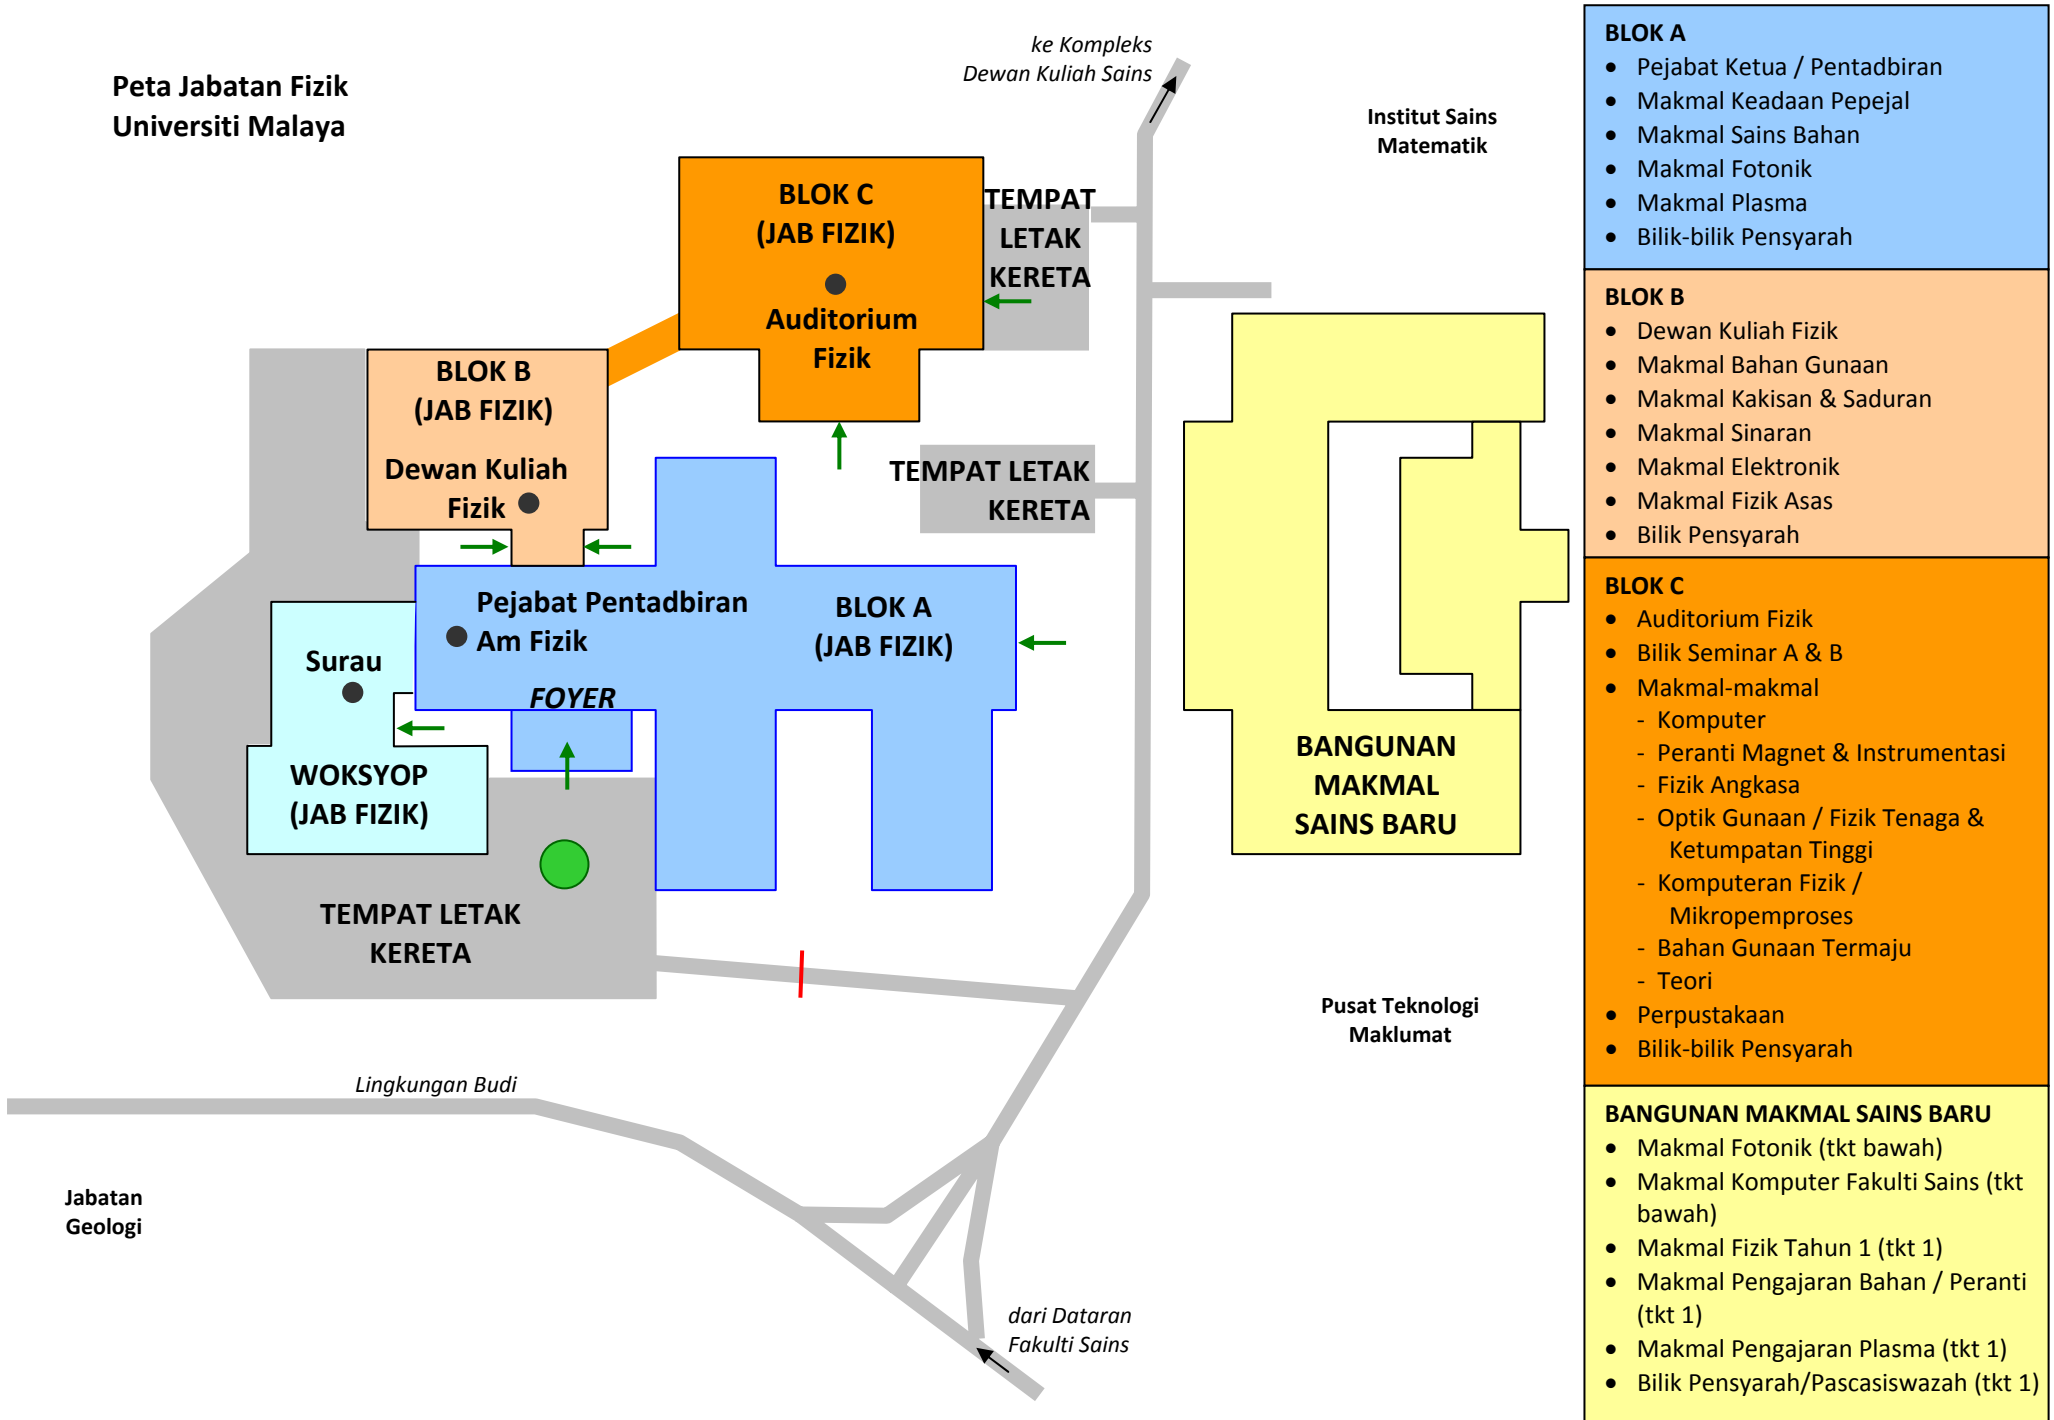 Peta Jabatan Fizik
Universiti Malaya
ke Kompleks
Dewan Kuliah Sains
Institut Sains
Matematik
BLOK C
(JAB FIZIK)
Auditorium
Fizik
TEMPAT
LETAK
KERETA
BLOK B
(JAB FIZIK)
Dewan Kuliah
Fizik
TEMPAT LETAK
KERETA
Pejabat Pentadbiran
Am Fizik
BLOK A
(JAB FIZIK)
FOYER
Surau
WOKSYOP
(JAB FIZIK)
TEMPAT LETAK
KERETA
BANGUNAN
MAKMAL
SAINS BARU
Pusat Teknologi
Maklumat
Lingkungan Budi
Jabatan
Geologi
dari Dataran
Fakulti Sains
BLOK A
• Pejabat Ketua / Pentadbiran
• Makmal Keadaan Pepejal
• Makmal Sains Bahan
• Makmal Fotonik
• Makmal Plasma
• Bilik-bilik Pensyarah
BLOK B
• Dewan Kuliah Fizik
• Makmal Bahan Gunaan
• Makmal Kakisan & Saduran
• Makmal Sinaran
• Makmal Elektronik
• Makmal Fizik Asas
• Bilik Pensyarah
BLOK C
• Auditorium Fizik
• Bilik Seminar A & B
• Makmal-makmal
- Komputer
- Peranti Magnet & Instrumentasi
- Fizik Angkasa
- Optik Gunaan / Fizik Tenaga &
Ketumpatan Tinggi
- Komputeran Fizik /
Mikropemproses
- Bahan Gunaan Termaju
- Teori
• Perpustakaan
• Bilik-bilik Pensyarah
BANGUNAN MAKMAL SAINS BARU
• Makmal Fotonik (tkt bawah)
• Makmal Komputer Fakulti Sains (tkt
bawah)
• Makmal Fizik Tahun 1 (tkt 1)
• Makmal Pengajaran Bahan / Peranti
(tkt 1)
• Makmal Pengajaran Plasma (tkt 1)
• Bilik Pensyarah/Pascasiswazah (tkt 1)